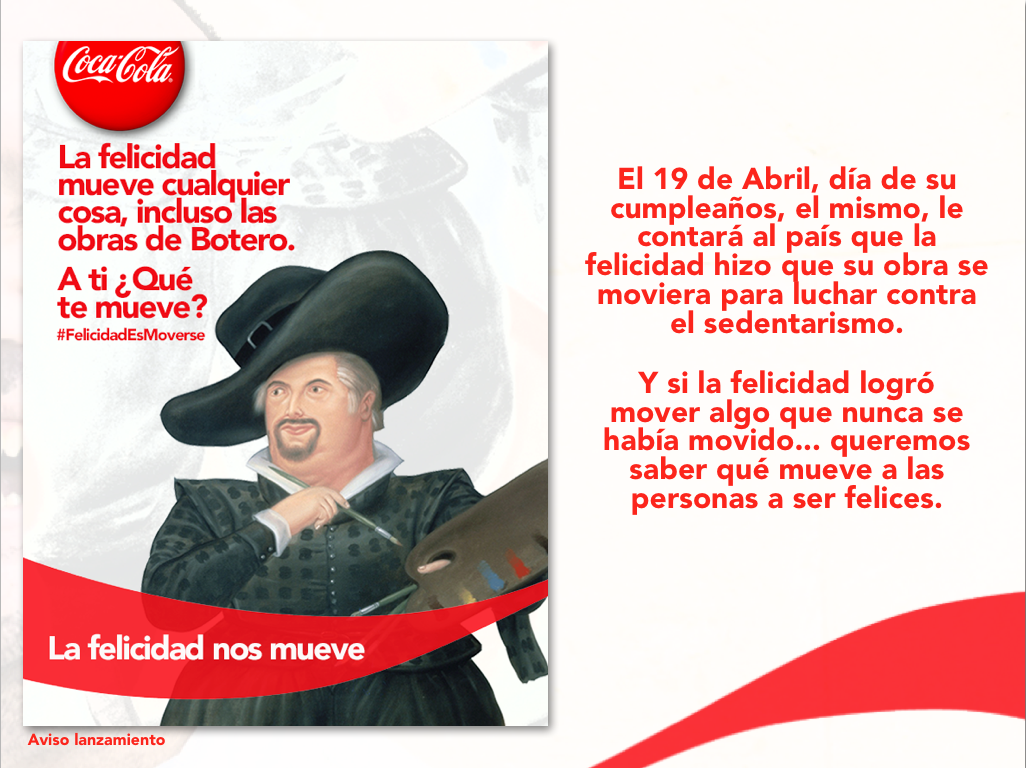 Coca-Cola
La felicidad
mueve cualquier
cosa, incluso las
obras de Botero.
A ti ¿Qué
te mueve?
#FelicidadEsMoverse
La felicidad nos mueve
Aviso lanzamiento
El 19 de Abril, día de su
cumpleaños, el mismo, le
contará al país que la
felicidad hizo que su obra se
moviera para luchar contra
el sedentarismo.
Y si la felicidad logró
mover algo que nunca se
había movido... queremos
saber qué mueve a las
personas a ser felices.